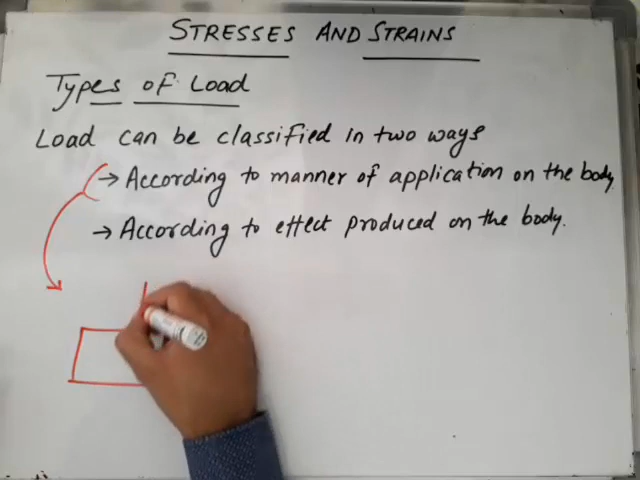 STRESSES AND STRAINS
Types of Load
Load can be classified in two ways
→ According to manner of application on the body
→ According to effect produced on the body.